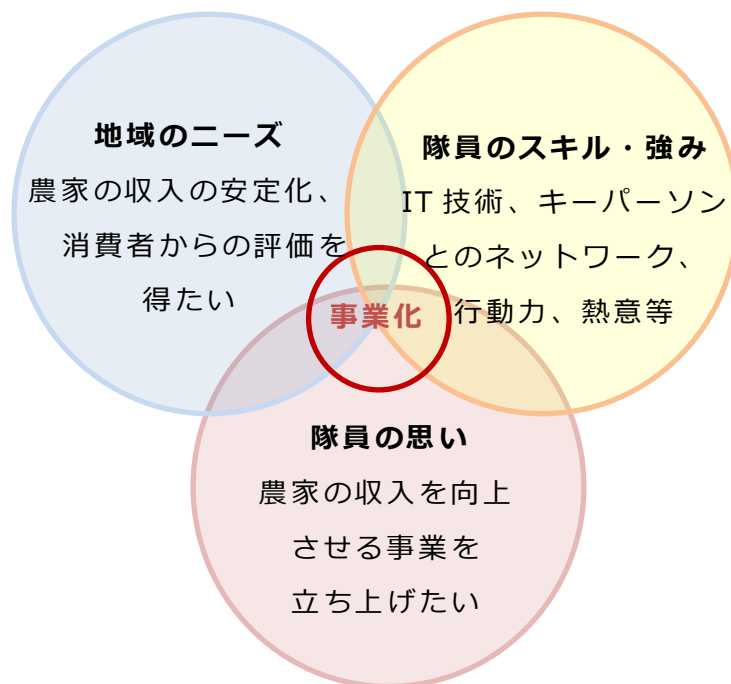 地域のニーズ
農家の収入の安定化、
消費者からの評価を
得たい
隊員のスキル・強み
IT 技術、キーパーソン
とのネットワーク、
行動力、熱意等
事業化
隊員の思い
農家の収入を向上
させる事業を
立ち上げたい